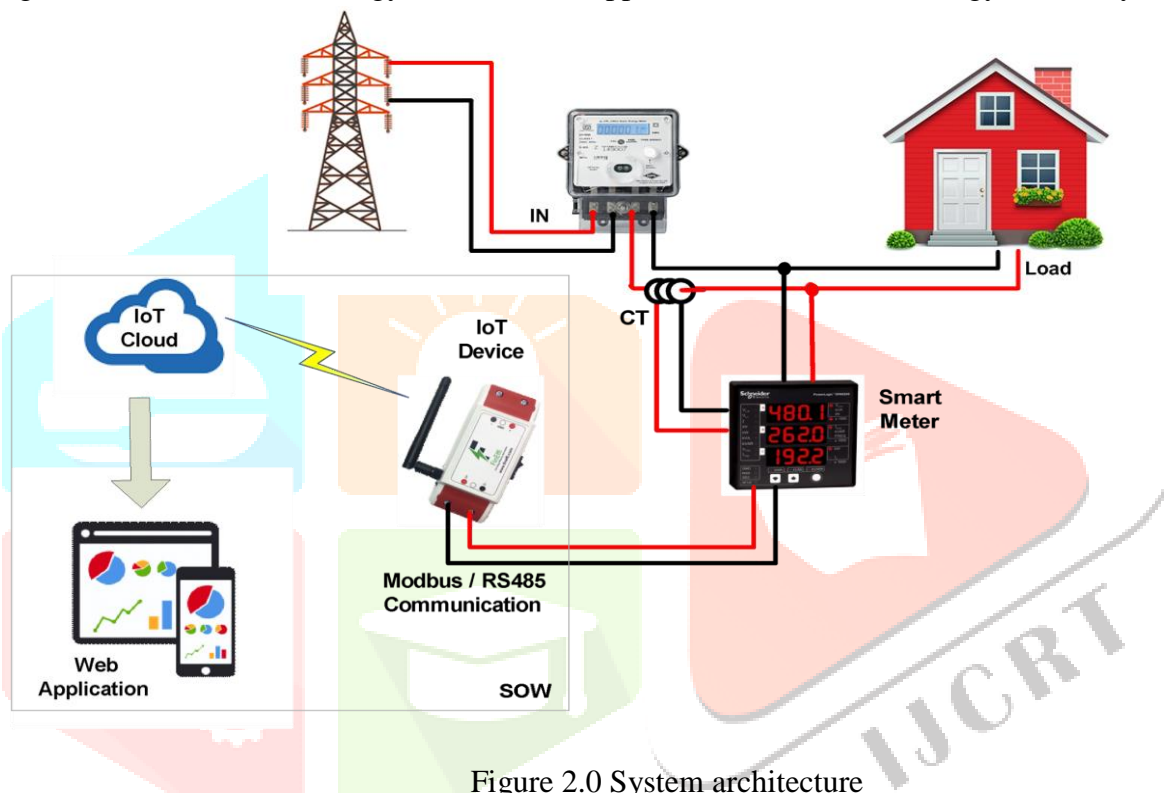 IN
Load
CT
IoT
Cloud
IoT
Device
Schneider
480.1
262.0
192.2
Smart
Meter
Modbus / RS485
Communication
Web
Application
SOW
IJCRT
Figure 2.0 System architecture